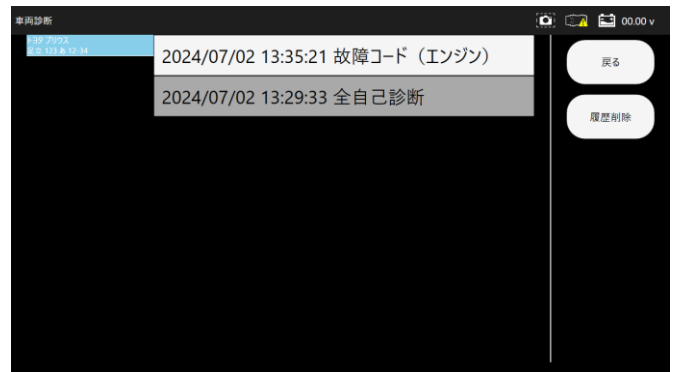 車両診断
00.00 v
トヨタ プリウス
足立 123 あ 12-34
2024/07/02 13:35:21 故障コード（エンジン）
2024/07/02 13:29:33 全自己診断
戻る
履歴削除